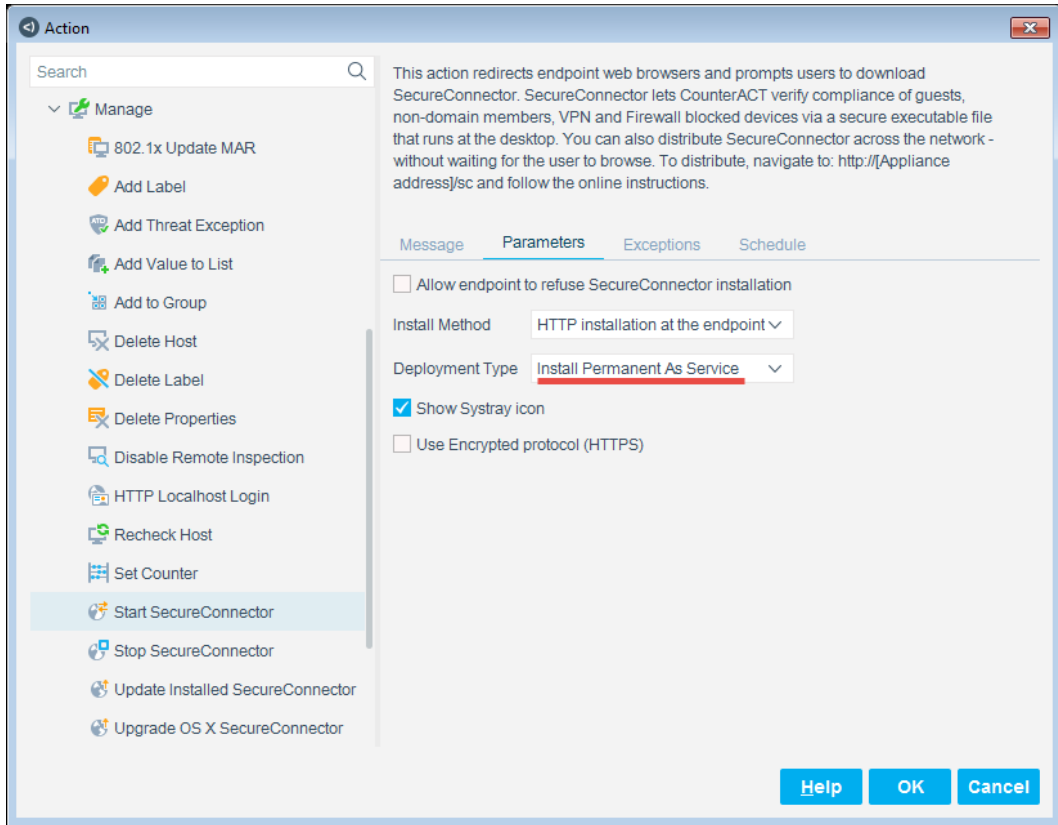 Action
Search
Manage
802.1x Update MAR
Add Label
ATD
Add Threat Exception
Add Value to List
Add to Group
Delete Host
Delete Label
Delete Properties
Disable Remote Inspection
HTTP Localhost Login
Recheck Host
Set Counter
Start SecureConnector
Stop SecureConnector
Update Installed SecureConnector
Upgrade OS X SecureConnector
This action redirects endpoint web browsers and prompts users to download
SecureConnector. SecureConnector lets CounterACT verify compliance of guests,
non-domain members, VPN and Firewall blocked devices via a secure executable file
that runs at the desktop. You can also distribute SecureConnector across the network -
without waiting for the user to browse. To distribute, navigate to: http://[Appliance
address]/sc and follow the online instructions.
Message Parameters Exceptions Schedule
Allow endpoint to refuse SecureConnector installation
Install Method HTTP installation at the endpoint
Deployment Type Install Permanent As Service
Show Systray icon
Use Encrypted protocol (HTTPS)
Help OK Cancel